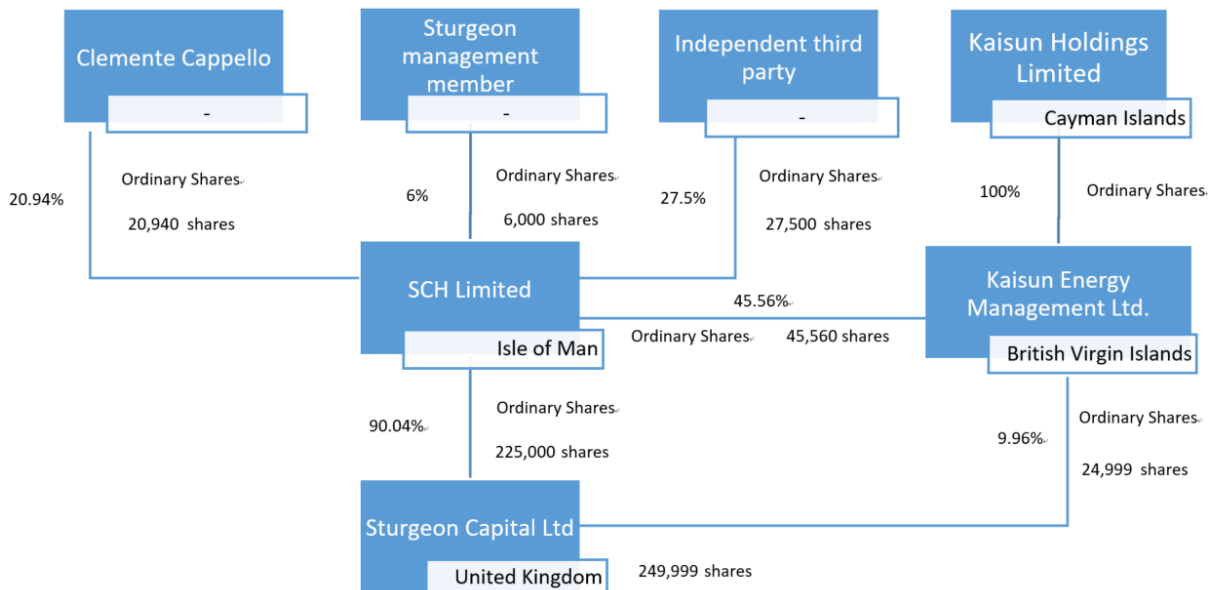 Clemente Cappello
-
Sturgeon
management
member
-
Independent third
party
-
Kaisun Holdings
Limited
Cayman Islands
20.94%
Ordinary Shares
20,940 shares
6%
Ordinary Shares
6,000 shares
27.5%
Ordinary Shares
27,500 shares
100%
Ordinary Shares
SCH Limited
Isle of Man
45.56%
Ordinary Shares 45,560 shares
Kaisun Energy
Management Ltd.
British Virgin Islands
90.04%
Ordinary Shares
225,000 shares
9.96%
Ordinary Shares
24,999 shares
Sturgeon Capital Ltd
United Kingdom
249,999 shares